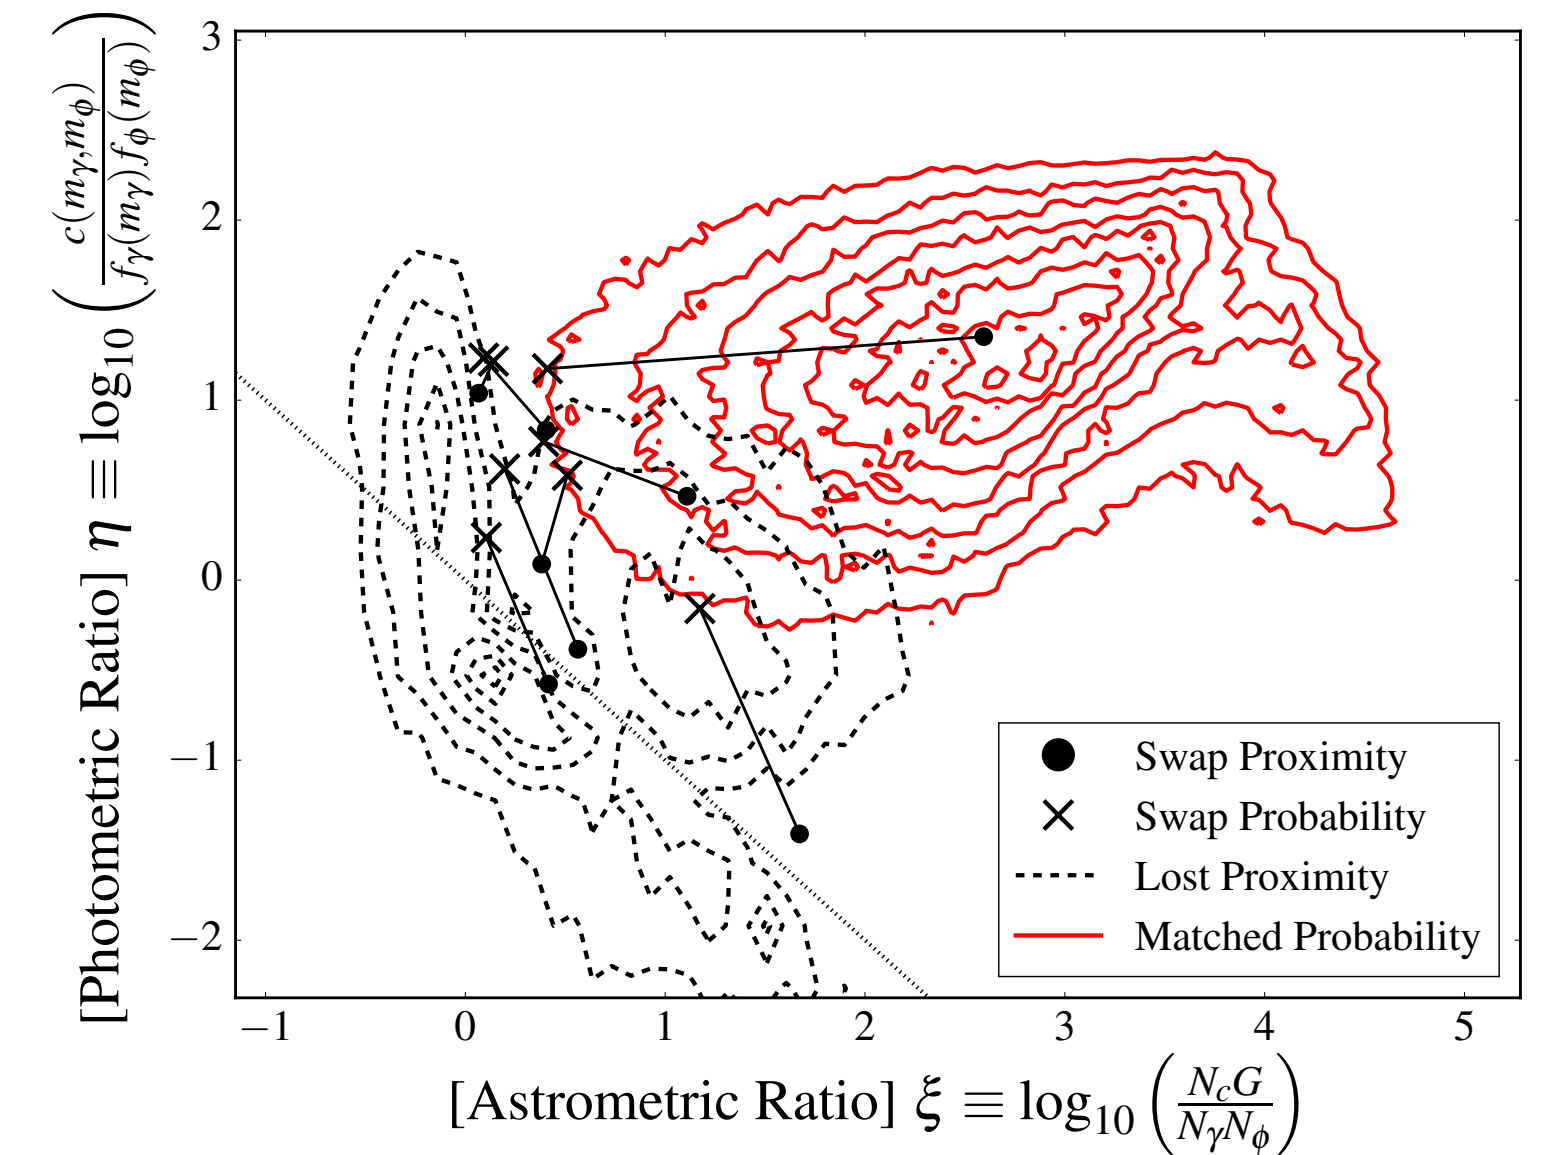 [Photometric Ratio] η ≡ log10 ( c(mγ,mϕ) / fγ(mγ)fϕ(mϕ) )
3
2
1
0
−1
−2
Swap Proximity
Swap Probability
Lost Proximity
Matched Probability
−1 0 1 2 3 4 5
[Astrometric Ratio] ξ ≡ log10 ( NcG / NγNϕ )